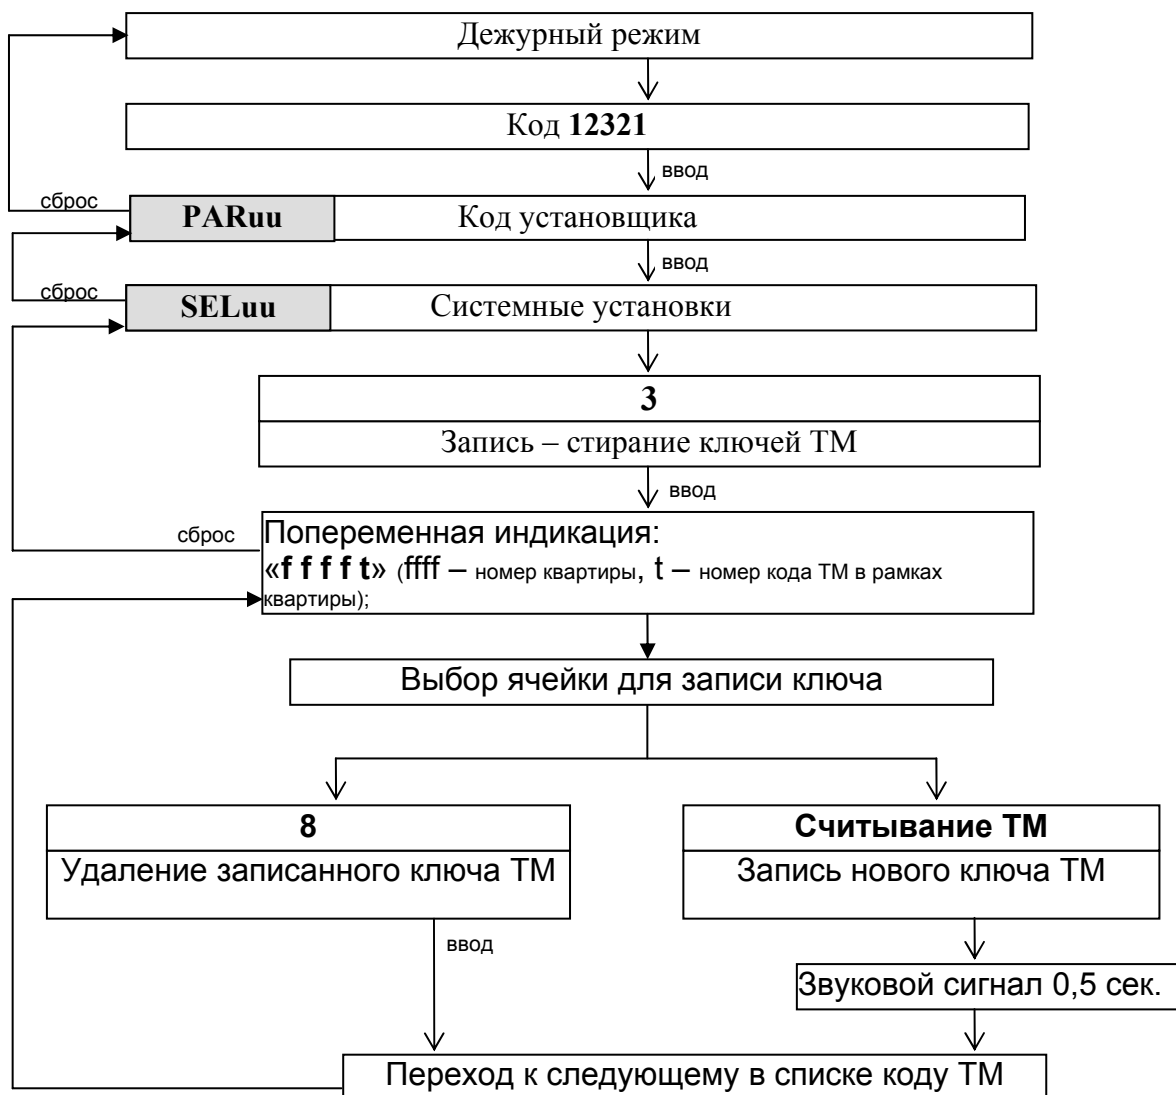 Дежурный режим
Код 12321
ввод
сброс
PARuu Код установщика
ввод
сброс
SELuu Системные установки
3
Запись – стирание ключей ТМ
ввод
сброс
Попеременная индикация:
«f f f f t» (ffff – номер квартиры, t – номер кода ТМ в рамках
квартиры);
Выбор ячейки для записи ключа
8
Удаление записанного ключа ТМ
ввод
Считывание ТМ
Запись нового ключа ТМ
Звуковой сигнал 0,5 сек.
Переход к следующему в списке коду ТМ